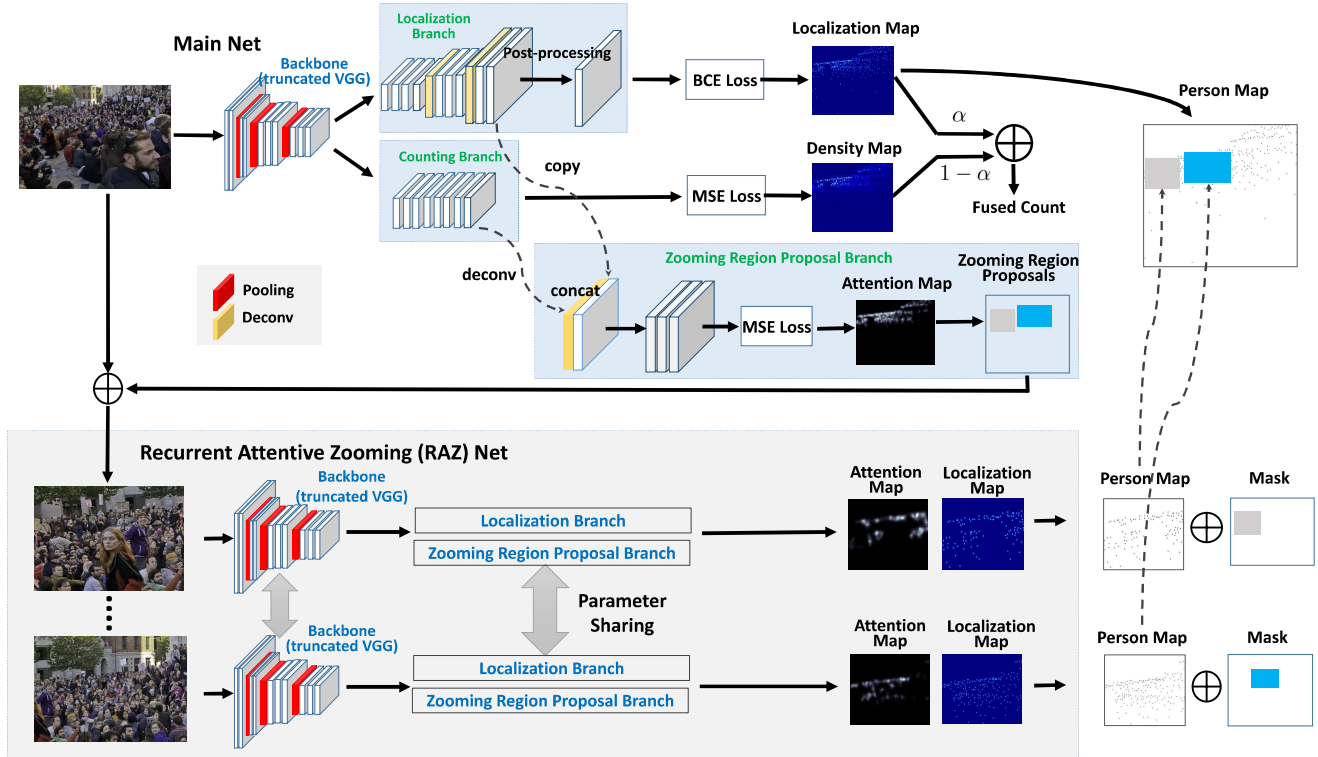 Main Net
Backbone
(truncated VGG)
Localization
Branch
Post-processing
BCE Loss
Localization Map
Person Map
α
Counting Branch
copy
MSE Loss
Density Map
1 − α
Fused Count
deconv
Pooling
Deconv
Zooming Region Proposal Branch
concat
MSE Loss
Attention Map
Zooming Region
Proposals
Recurrent Attentive Zooming (RAZ) Net
Backbone
(truncated VGG)
Localization Branch
Zooming Region Proposal Branch
Attention
Map
Localization
Map
Person Map
Mask
Parameter
Sharing
Backbone
(truncated VGG)
Localization Branch
Zooming Region Proposal Branch
Attention
Map
Localization
Map
Person Map
Mask